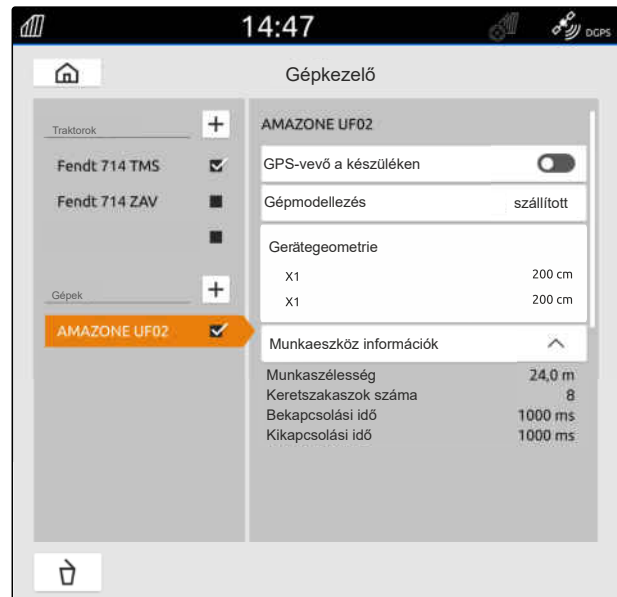 14:47
DGPS
Gépkezelő
Traktorok
Fendt 714 TMS
Fendt 714 ZAV
Gépek
AMAZONE UF02
AMAZONE UF02
GPS-vevő a készüléken
Gépmodellezés szállított
Gerätegeometrie
X1 200 cm
X1 200 cm
Munkaeszköz információk
Munkaszélesség 24,0 m
Keretszakaszok száma 8
Bekapcsolási idő 1000 ms
Kikapcsolási idő 1000 ms